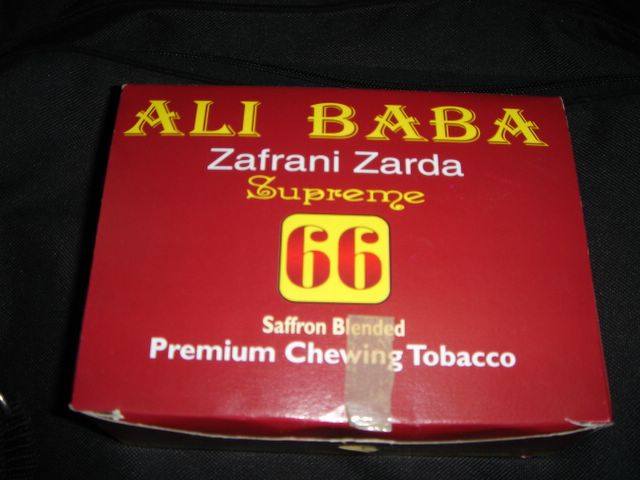 ALI BABA
Zafrani Zarda
Supreme
66
Saffron Blended
Premium Chewing Tobacco